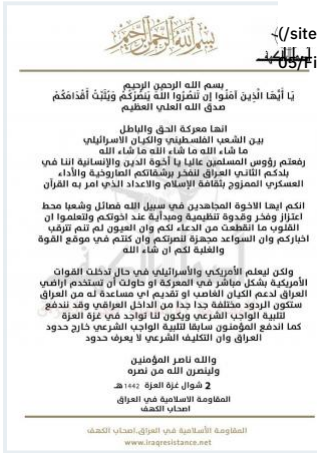 بسم الله الرحمن الرحيم
(/site
05/Fi
بسم الله الرحمن الرحيم
يَا أَيُّهَا الَّذِينَ آمَنُوا إِن تَنصُرُوا اللَّهَ يَنصُرْكُمْ وَيُثَبِّتْ أَقْدَامَكُمْ
صدق الله العلي العظيم
انها معركة الحق والباطل
بين الشعب الفلسطيني والكيان الاسرائيلي
ما شاء الله ما شاء الله ما شاء الله
رفعتم رؤوس المسلمين عاليا يا أخوة الدين والإنسانية اننا في
بلدكم الثاني العراق لنفخر برشقاتكم الصاروخية والأداء
العسكري الممزوج بثقافة الإسلام والاعداد الذي امر به القرآن
انكم ايها الاخوة المجاهدين في سبيل الله فصائل وشعبا محط
اعتزاز وفخر وقدوة تنظيمية ومبدأية عند اخوتكم ولتعلموا ان
القلوب ما انقطعت من الدعاء لكم وان العيون لم تنم تترقب
اخباركم وان السواعد مجهزة لنصرتكم وان كنتم في موقع القوة
والغلبة لكم ان شاء الله
ولكن ليعلم الأمريكي والأسرائيلي في حال تدخلت القوات
الأمريكية بشكل مباشر في المعركة او حاولت أن تستخدم اراضي
العراق لدعم الكيان الغاصب او تقديم اي مساعدة له من العراق
ستكون الردود مختلفة جدا جدا من الداخل العراقي وقد نندفع
لتلبية الواجب الشرعي ويكون لنا تواجد في غزة العزة
كما اندفع المؤمنون سابقا لتلبية الواجب الشرعي خارج حدود
العراق وان التكليف الشرعي لا يعرف حدود
والله ناصر المؤمنين
ولينصرن الله من نصره
2 شوال غزة العزة 1442هـ
المقاومة الاسلامية في العراق
اصحاب الكهف
المقاومة الأسلامية في العراق.اصحاب الكهف
www.iraqresistance.net